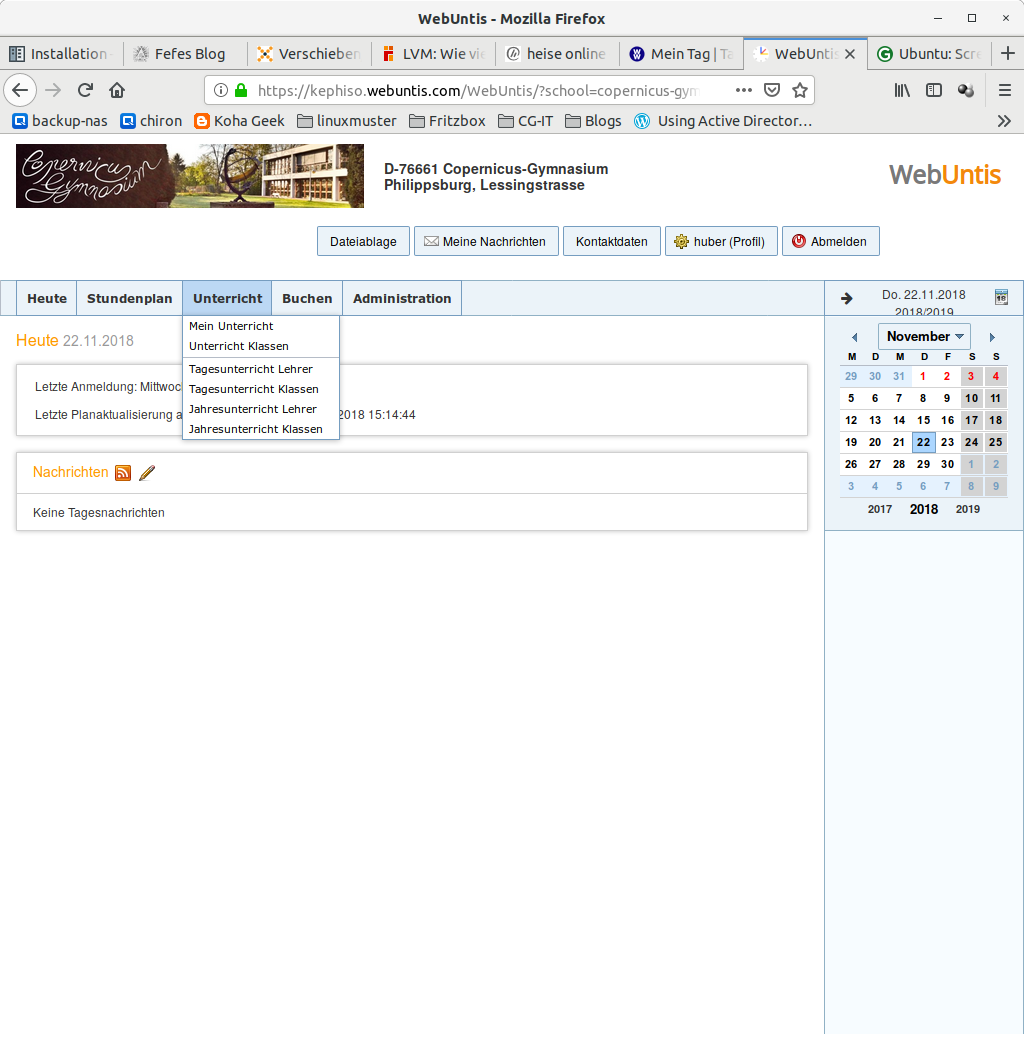 WebUntis - Mozilla Firefox
Installation
Fefes Blog
Verschieben
LVM: Wie vie
heise online
Mein Tag | Ta
WebUntis
Ubuntu: Scre
https://kephiso.webuntis.com/WebUntis/?school=copernicus-gym
backup-nas
chiron
Koha Geek
linuxmuster
Fritzbox
CG-IT
Blogs
Using Active Director…
Copernicus
Gymnasium
D-76661 Copernicus-Gymnasium
Philippsburg, Lessingstrasse
WebUntis
Dateiablage
Meine Nachrichten
Kontaktdaten
huber (Profil)
Abmelden
Heute
Stundenplan
Unterricht
Buchen
Administration
Do. 22.11.2018
2018/2019
Mein Unterricht
Unterricht Klassen
Tagesunterricht Lehrer
Tagesunterricht Klassen
Jahresunterricht Lehrer
Jahresunterricht Klassen
Heute 22.11.2018
Letzte Anmeldung: Mittwoc
Letzte Planaktualisierung a
2018 15:14:44
Nachrichten
Keine Tagesnachrichten
November
M D M D F S S
29 30 31 1 2 3 4
5 6 7 8 9 10 11
12 13 14 15 16 17 18
19 20 21 22 23 24 25
26 27 28 29 30 1 2
3 4 5 6 7 8 9
2017 2018 2019